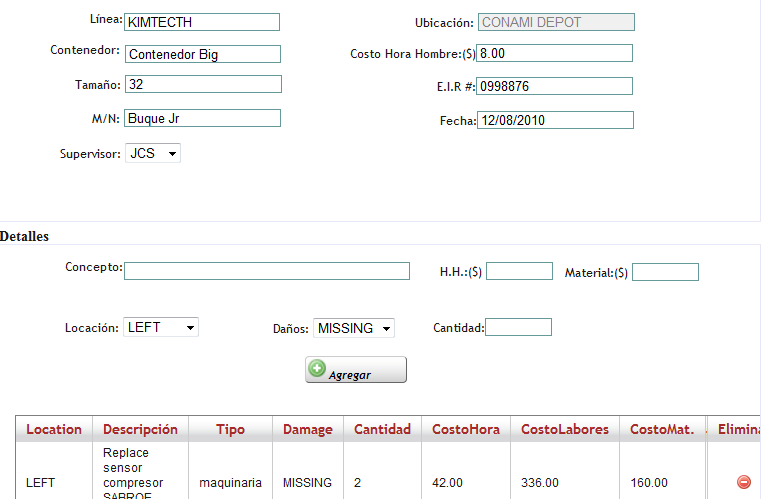 Línea: KIMTECTH Ubicación: CONAMI DEPOT
Contenedor: Contenedor Big Costo Hora Hombre:($) 8.00
Tamaño: 32 E.I.R #: 0998876
M/N: Buque Jr Fecha: 12/08/2010
Supervisor: JCS
Detalles
Concepto: H.H.:($) Material:($)
Locación: LEFT Daños: MISSING Cantidad:
Agregar
Location Descripción Tipo Damage Cantidad CostoHora CostoLabores CostoMat. Elimina
Replace
sensor
LEFT compresor maquinaria MISSING 2 42.00 336.00 160.00
SABROE